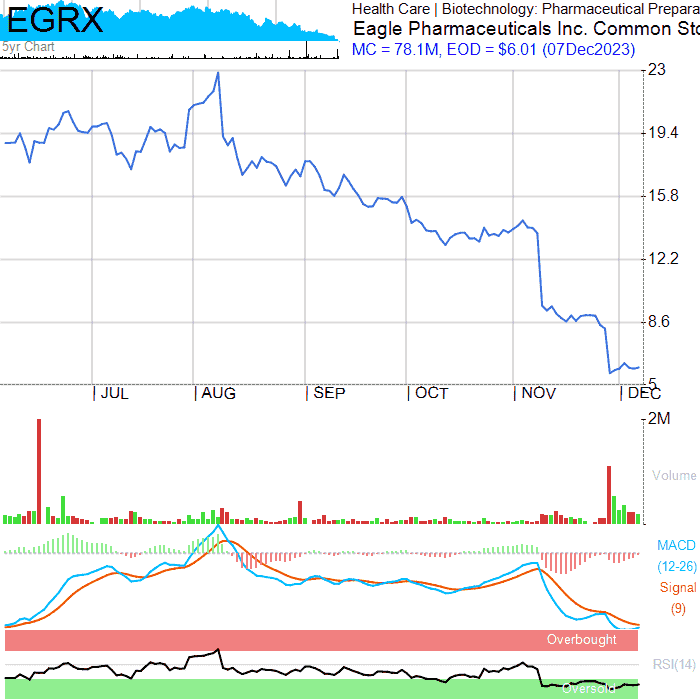 EGRX
5yr Chart
Health Care | Biotechnology: Pharmaceutical Prepara
Eagle Pharmaceuticals Inc. Common Sto
MC = 78.1M, EOD = $6.01 (07Dec2023)
23
19.4
15.8
12.2
8.6
5
JUL AUG SEP OCT NOV DEC
2M
Volume
MACD
(12-26)
Signal
(9)
Overbought
RSI(14)
Oversold